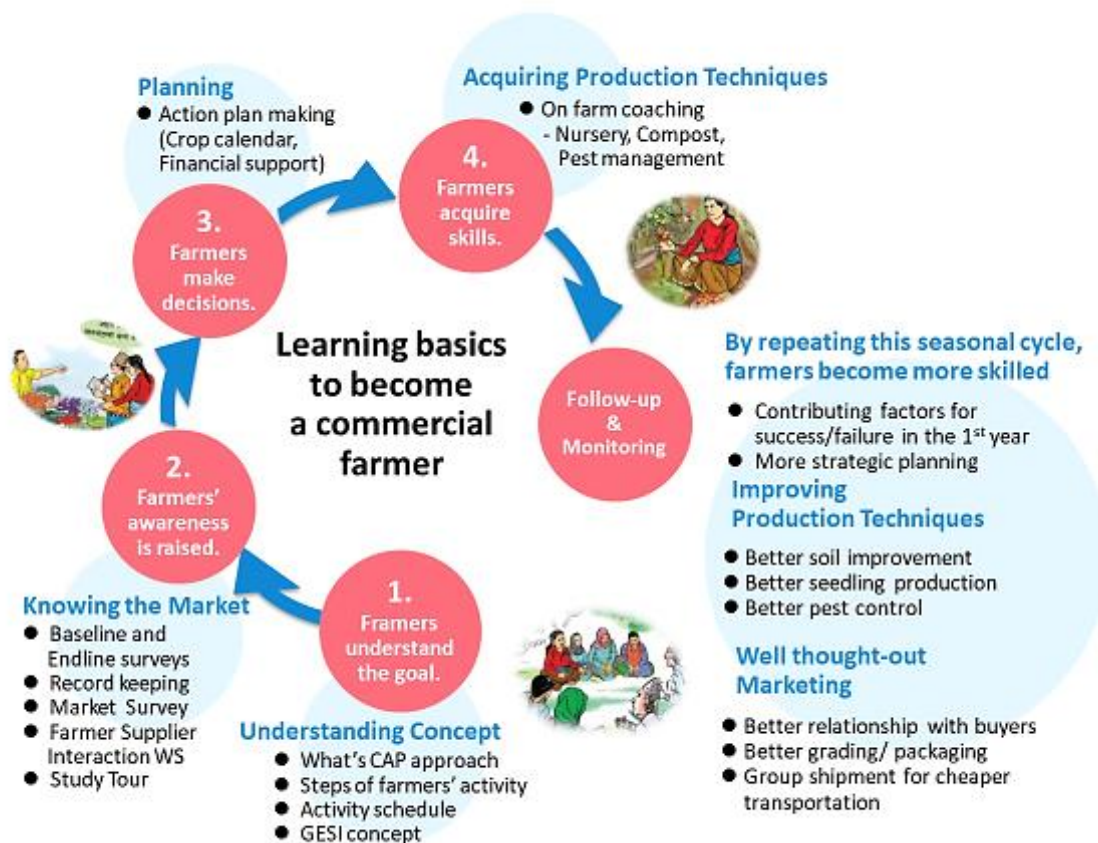 Planning
● Action plan making
(Crop calendar,
Financial support)
Acquiring Production Techniques
● On farm coaching
- Nursery, Compost,
Pest management
4.
Farmers
acquire
skills.
3.
Farmers
make
decisions.
Learning basics
to become
a commercial
farmer
Follow-up
&
Monitoring
2.
Farmers'
awareness
is raised.
1.
Framers
understand
the goal.
Knowing the Market
● Baseline and
Endline surveys
● Record keeping
● Market Survey
● Farmer Supplier
Interaction WS
● Study Tour
Understanding Concept
● What's CAP approach
● Steps of farmers' activity
● Activity schedule
● GESI concept
By repeating this seasonal cycle,
farmers become more skilled
● Contributing factors for
success/failure in the 1st year
● More strategic planning
Improving
Production Techniques
● Better soil improvement
● Better seedling production
● Better pest control
Well thought-out
Marketing
● Better relationship with buyers
● Better grading/ packaging
● Group shipment for cheaper
transportation